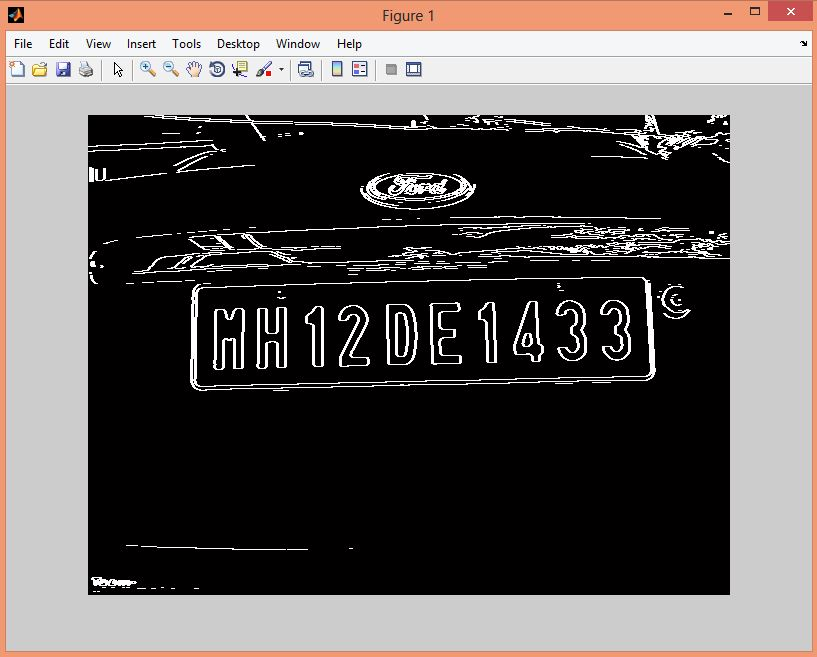 Figure 1
File Edit View Insert Tools Desktop Window Help
Ford
MH12DE1433